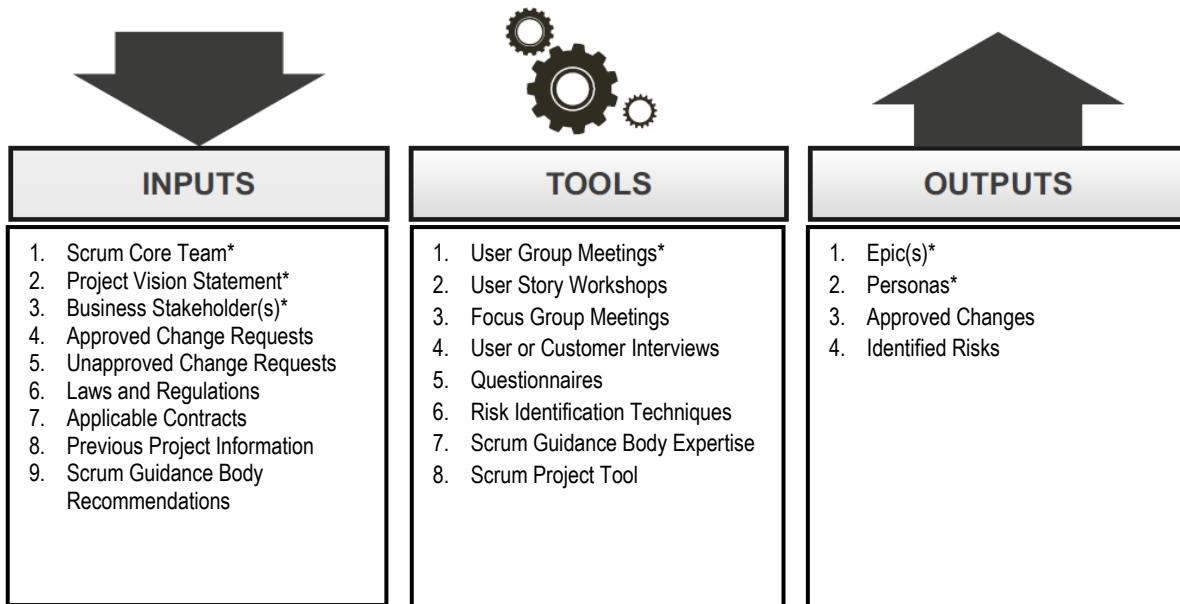 INPUTS
1. Scrum Core Team*
2. Project Vision Statement*
3. Business Stakeholder(s)*
4. Approved Change Requests
5. Unapproved Change Requests
6. Laws and Regulations
7. Applicable Contracts
8. Previous Project Information
9. Scrum Guidance Body
Recommendations
TOOLS
1. User Group Meetings*
2. User Story Workshops
3. Focus Group Meetings
4. User or Customer Interviews
5. Questionnaires
6. Risk Identification Techniques
7. Scrum Guidance Body Expertise
8. Scrum Project Tool
OUTPUTS
1. Epic(s)*
2. Personas*
3. Approved Changes
4. Identified Risks